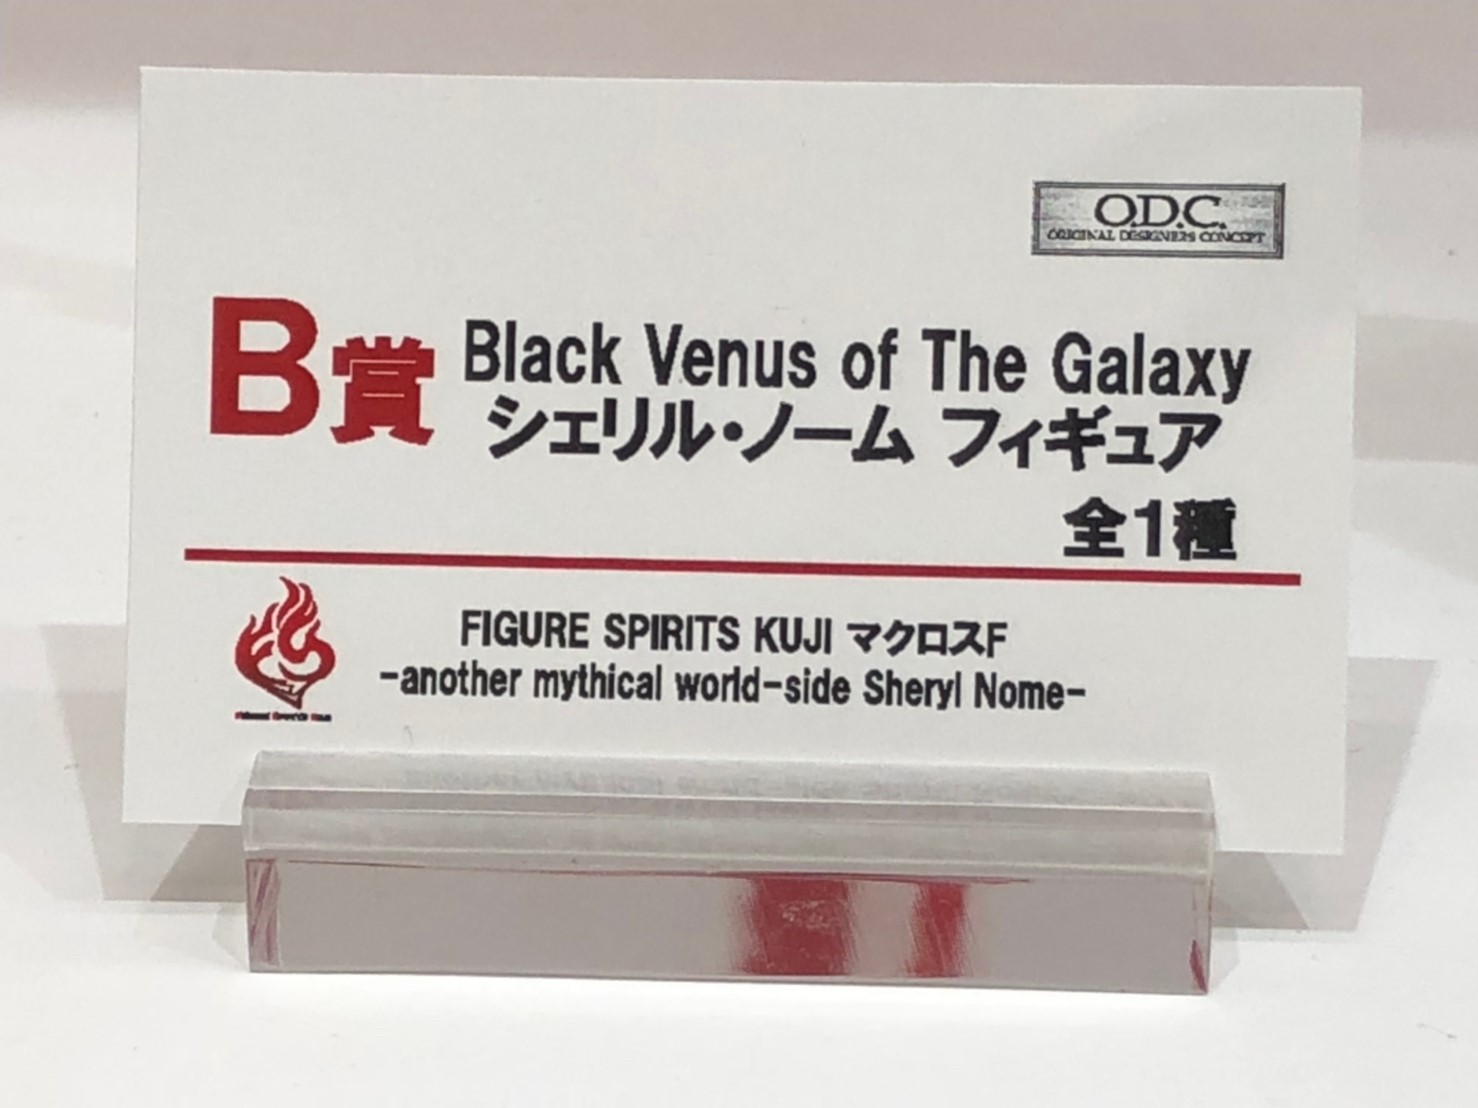 O.D.C.
ORIGINAL DESIGNERS CONCEPT
B賞
Black Venus of The Galaxy
シェリル・ノーム フィギュア
全1種
FIGURE SPIRITS KUJI マクロスF
-another mythical world-side Sheryl Nome-